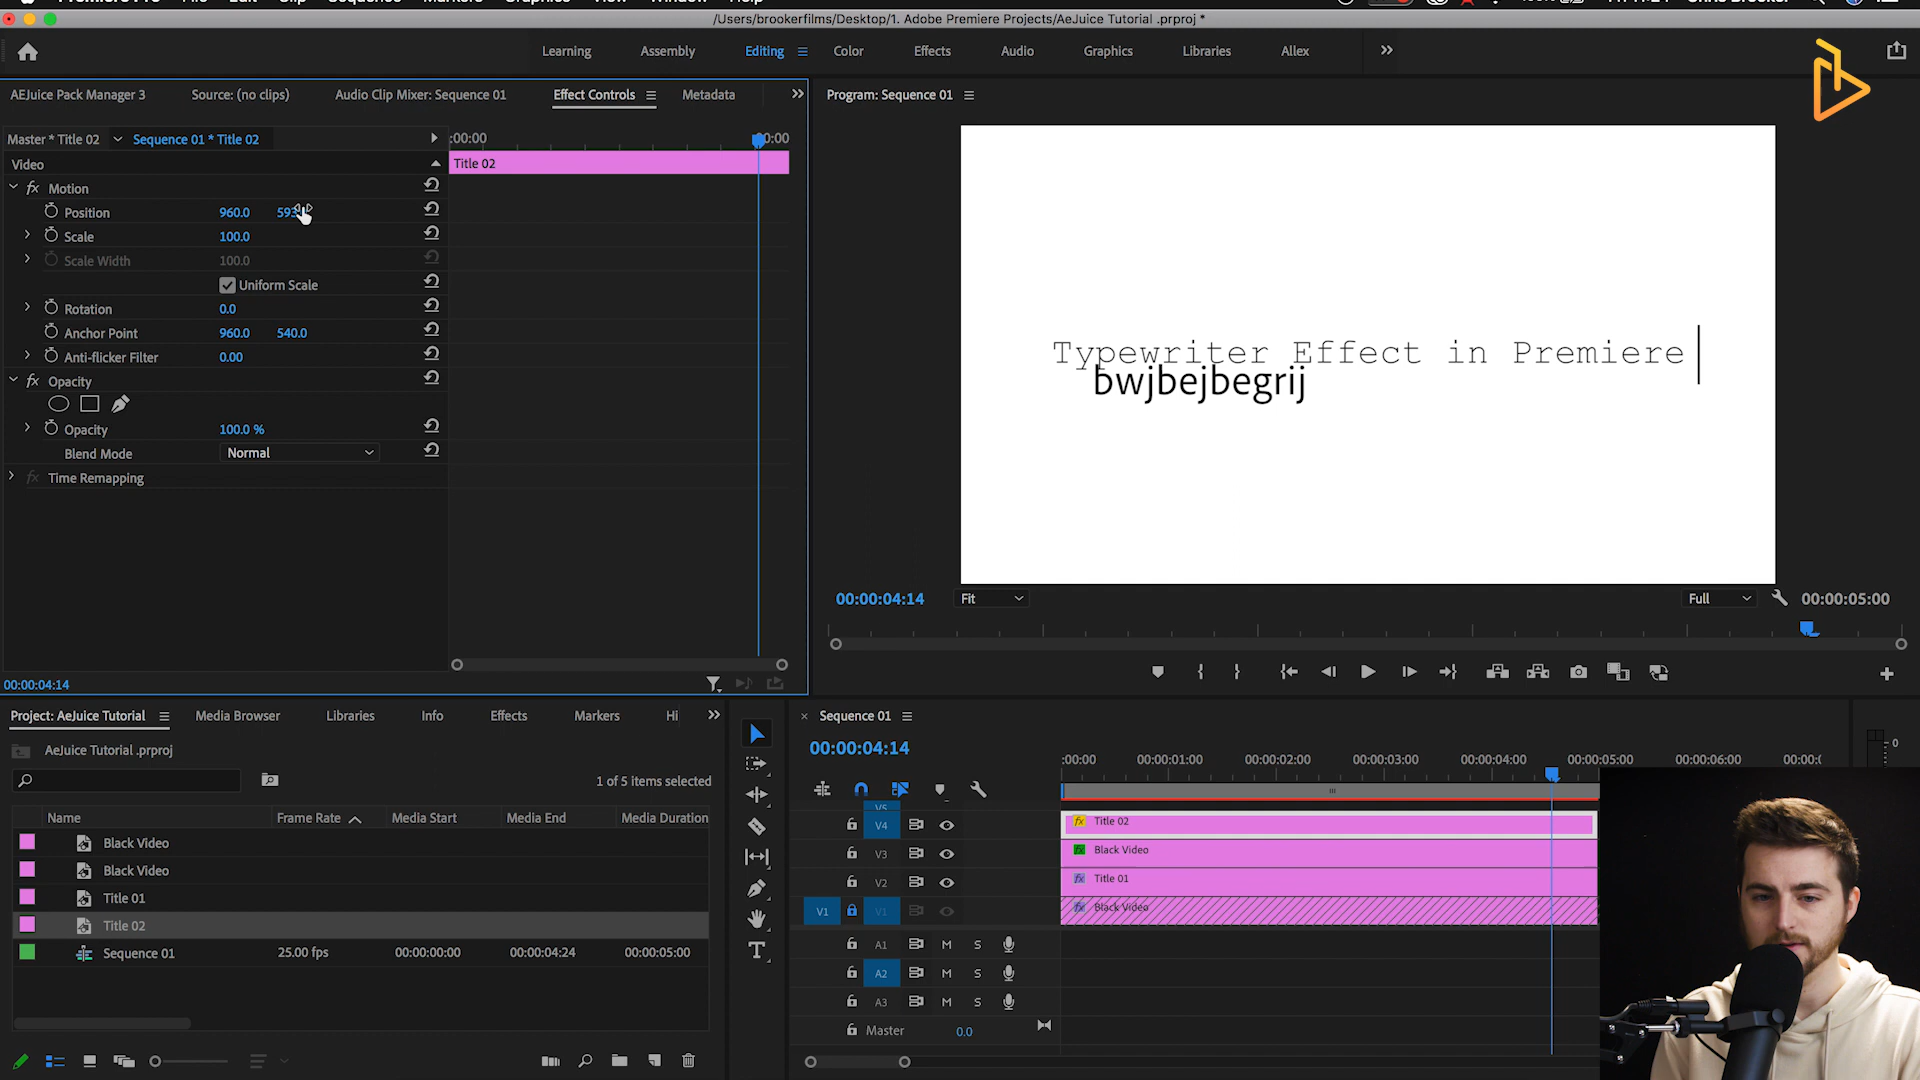 /Users/brookerfilms/Desktop/1. Adobe Premiere Projects/AeJuice Tutorial .prproj *
Learning Assembly Editing Color Effects Audio Graphics Libraries Allex
AEJuice Pack Manager 3 Source: (no clips) Audio Clip Mixer: Sequence 01 Effect Controls Metadata
Master * Title 02 Sequence 01 * Title 02 :00:00 00:00
Video Title 02
fx Motion
Position 960.0
Scale 100.0
Scale Width 100.0
Uniform Scale
Rotation 0.0
Anchor Point 960.0 540.0
Anti-flicker Filter 0.00
fx Opacity
Opacity 100.0 %
Blend Mode Normal
fx Time Remapping
00:00:04:14
Program: Sequence 01
Typewriter Effect in Premiere
bwjbejbegrij
00:00:04:14 Fit Full 00:00:05:00
Project: AeJuice Tutorial Media Browser Libraries Info Effects Markers Hi
AeJuice Tutorial .prproj
1 of 5 items selected
Name Frame Rate Media Start Media End Media Duration
Black Video
Black Video
Title 01
Title 02
Sequence 01 25.00 fps 00:00:00:00 00:00:04:24 00:00:05:00
Sequence 01
00:00:04:14
:00:00 00:00:01:00 00:00:02:00 00:00:03:00 00:00:04:00 00:00:05:00 00:00:06:00 00:00:0
V4 fx Title 02
V3 fx Black Video
V2 fx Title 01
V1 V1 fx Black Video
A1 M S
A2 M S
A3 M S
Master 0.0
0
T